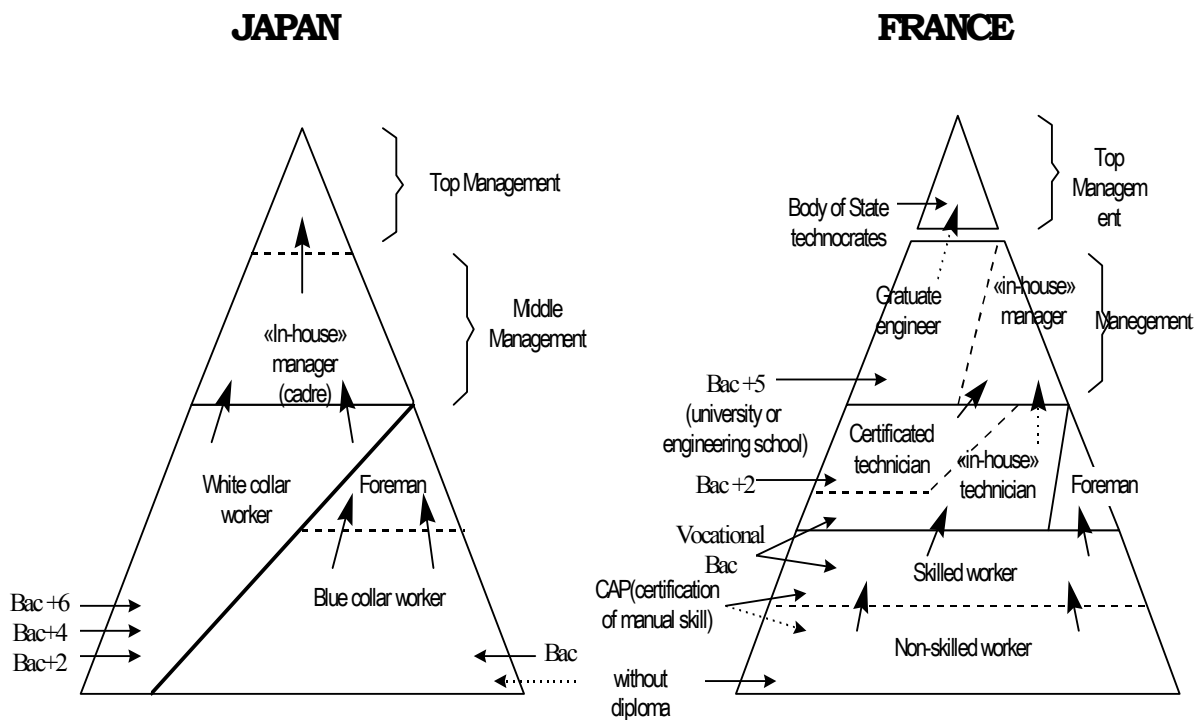 JAPAN
Top Management
Middle
Management
«In-house»
manager
(cadre)
White collar
worker
Foreman
Blue collar worker
Bac +6
Bac+4
Bac+2
Bac
without
diploma
FRANCE
Top
Managem
ent
Body of State
technocrates
Gratuate
engineer
«in-house»
manager
Manegement
Bac +5
(university or
engineering school)
Certificated
technician
«in-house»
technician
Foreman
Bac +2
Vocational
Bac
Skilled worker
CAP(certification
of manual skill)
Non-skilled worker